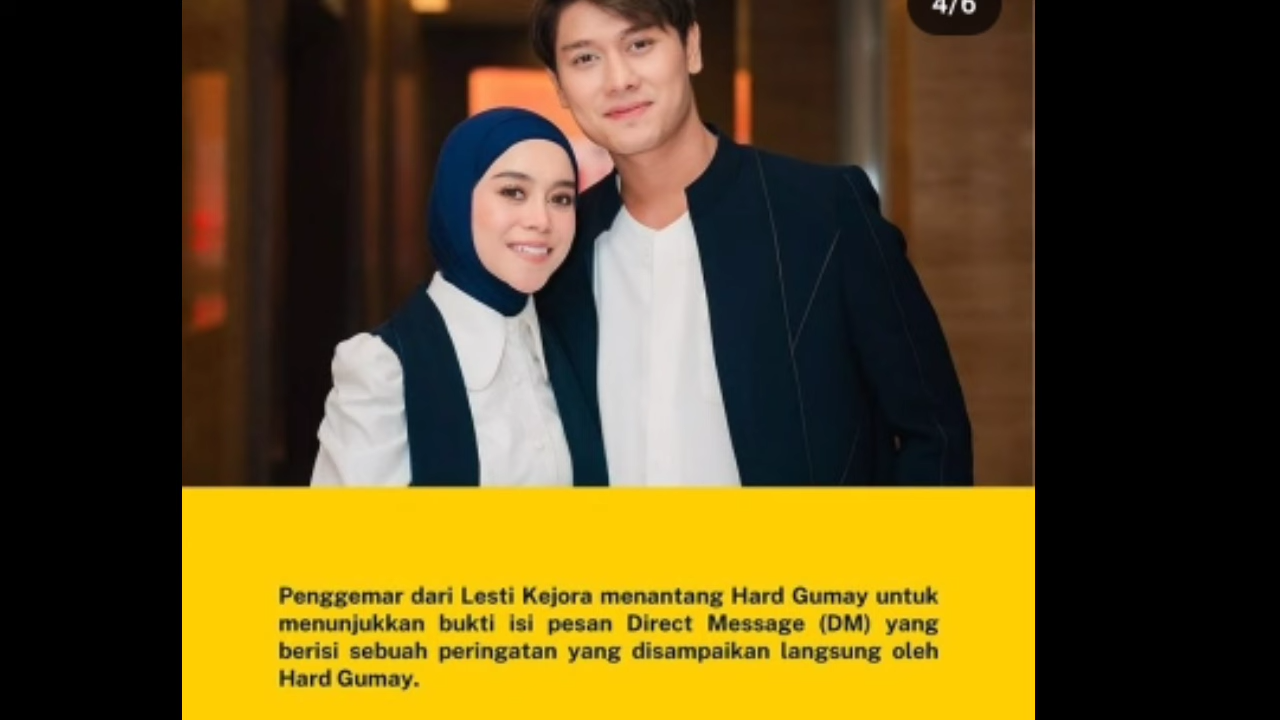 4/6
Penggemar dari Lesti Kejora menantang Hard Gumay untuk
menunjukkan bukti isi pesan Direct Message (DM) yang
berisi sebuah peringatan yang disampaikan langsung oleh
Hard Gumay.